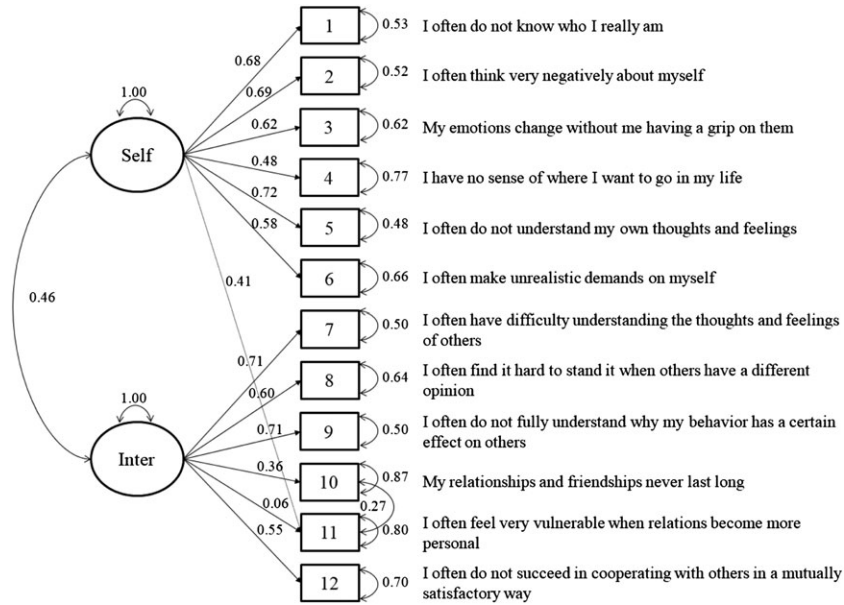 1 0.53 I often do not know who I really am
0.68
2 0.52 I often think very negatively about myself
1.00
0.69
3 0.62 My emotions change without me having a grip on them
0.62
Self
0.48
4 0.77 I have no sense of where I want to go in my life
0.72
5 0.48 I often do not understand my own thoughts and feelings
0.58
6 0.66 I often make unrealistic demands on myself
0.41
0.46
7 0.50 I often have difficulty understanding the thoughts and feelings
of others
0.71
8 0.64 I often find it hard to stand it when others have a different
opinion
0.60
1.00
9 0.50 I often do not fully understand why my behavior has a certain
effect on others
0.71
Inter
0.36
10 0.87 My relationships and friendships never last long
0.06
0.27
11 0.80 I often feel very vulnerable when relations become more
personal
0.55
12 0.70 I often do not succeed in cooperating with others in a mutually
satisfactory way